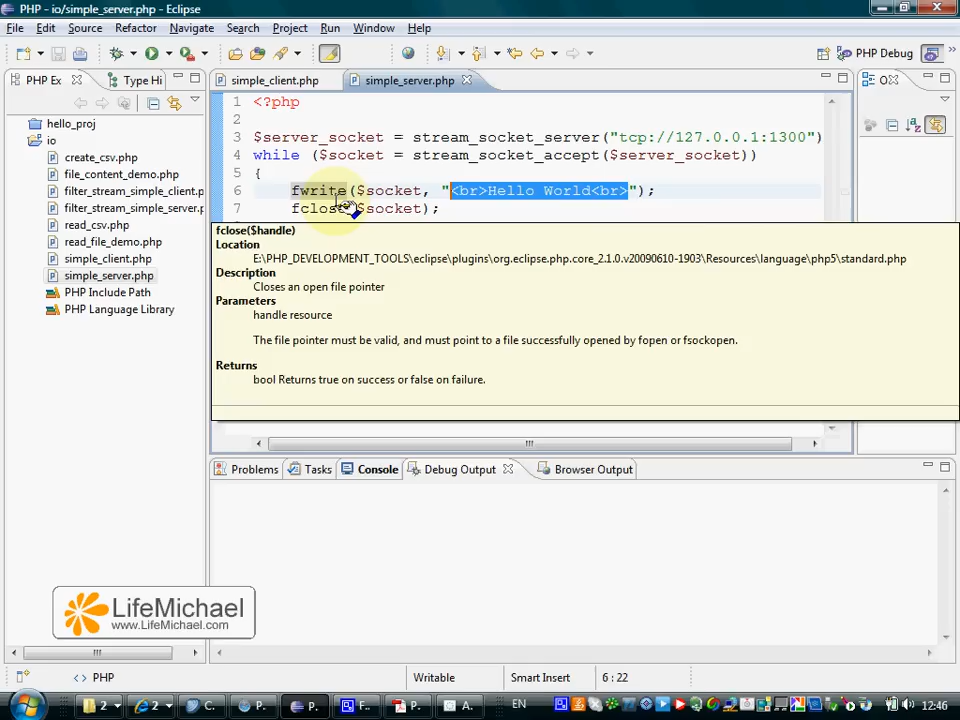 PHP - io/simple_server.php - Eclipse
File Edit Source Refactor Navigate Search Project Run Window Help
PHP Debug
PHP Ex Type Hi
simple_client.php simple_server.php
hello_proj
io
create_csv.php
file_content_demo.php
filter_stream_simple_client.p
filter_stream_simple_server.p
read_csv.php
read_file_demo.php
simple_client.php
simple_server.php
PHP Include Path
PHP Language Library
1 <?php
2
3 $server_socket = stream_socket_server("tcp://127.0.0.1:1300")
4 while ($socket = stream_socket_accept($server_socket))
5 {
6 fwrite($socket, "<br>Hello World<br>");
7 fclose($socket);
fclose($handle)
Location
E:\PHP_DEVELOPMENT_TOOLS\eclipse\plugins\org.eclipse.php.core_2.1.0.v20090610-1903\Resources\language\php5\standard.php
Description
Closes an open file pointer
Parameters
handle resource
The file pointer must be valid, and must point to a file successfully opened by fopen or fsockopen.
Returns
bool Returns true on success or false on failure.
Problems Tasks Console Debug Output Browser Output
LifeMichael
www.LifeMichael.com
<> PHP Writable Smart Insert 6 : 22
2 2 C. P. P. F.. P. A. EN 12:46